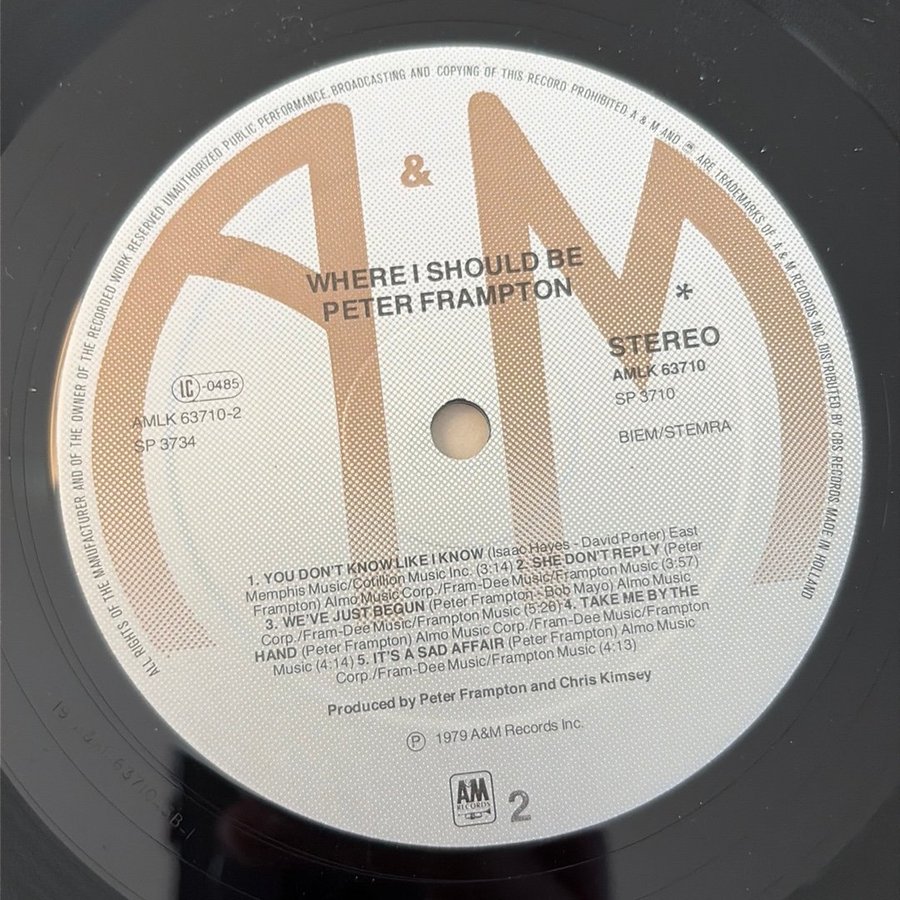 ALL RIGHTS OF THE MANUFACTURER AND OF THE OWNER OF THE RECORDED WORK RESERVED UNAUTHORIZED PUBLIC PERFORMANCE, BROADCASTING AND COPYING OF THIS RECORD PROHIBITED A & M AND ARE TRADEMARKS OF A & M RECORDS INC. DISTRIBUTED BY CBS RECORDS MADE IN HOLLAND
A & M
WHERE I SHOULD BE
PETER FRAMPTON
*
STEREO
AMLK 63710
SP 3710
BIEM/STEMRA
LC-0485
AMLK 63710-2
SP 3734
1. YOU DON'T KNOW LIKE I KNOW (Isaac Hayes - David Porter) East
Memphis Music/Cotillion Music Inc. (3:14) 2. SHE DON'T REPLY (Peter
Frampton) Almo Music Corp./Fram-Dee Music/Frampton Music (3:57)
3. WE'VE JUST BEGUN (Peter Frampton - Bob Mayo) Almo Music
Corp./Fram-Dee Music/Frampton Music (5:26) 4. TAKE ME BY THE
HAND (Peter Frampton) Almo Music Corp./Fram-Dee Music/Frampton
Music (4:14) 5. IT'S A SAD AFFAIR (Peter Frampton) Almo Music
Corp./Fram-Dee Music/Frampton Music (4:13)
Produced by Peter Frampton and Chris Kimsey
Ⓟ 1979 A&M Records Inc.
AM
RECORDS
2